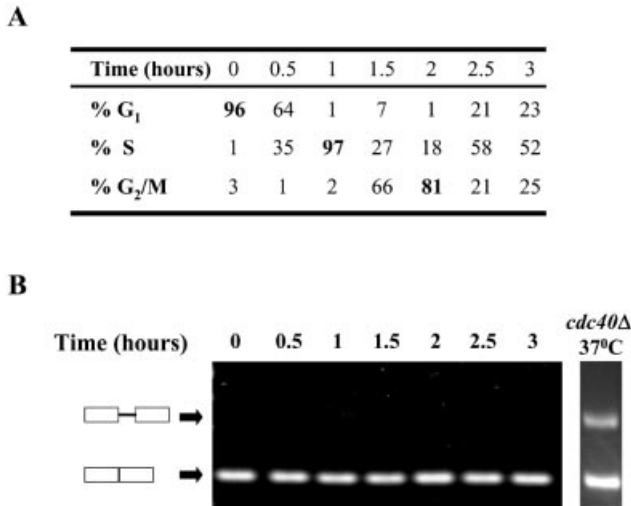 A
Time (hours) 0 0.5 1 1.5 2 2.5 3
% G₁ 96 64 1 7 1 21 23
% S 1 35 97 27 18 58 52
% G₂/M 3 1 2 66 81 21 25
B
cdc40Δ
Time (hours) 0 0.5 1 1.5 2 2.5 3 37⁰C